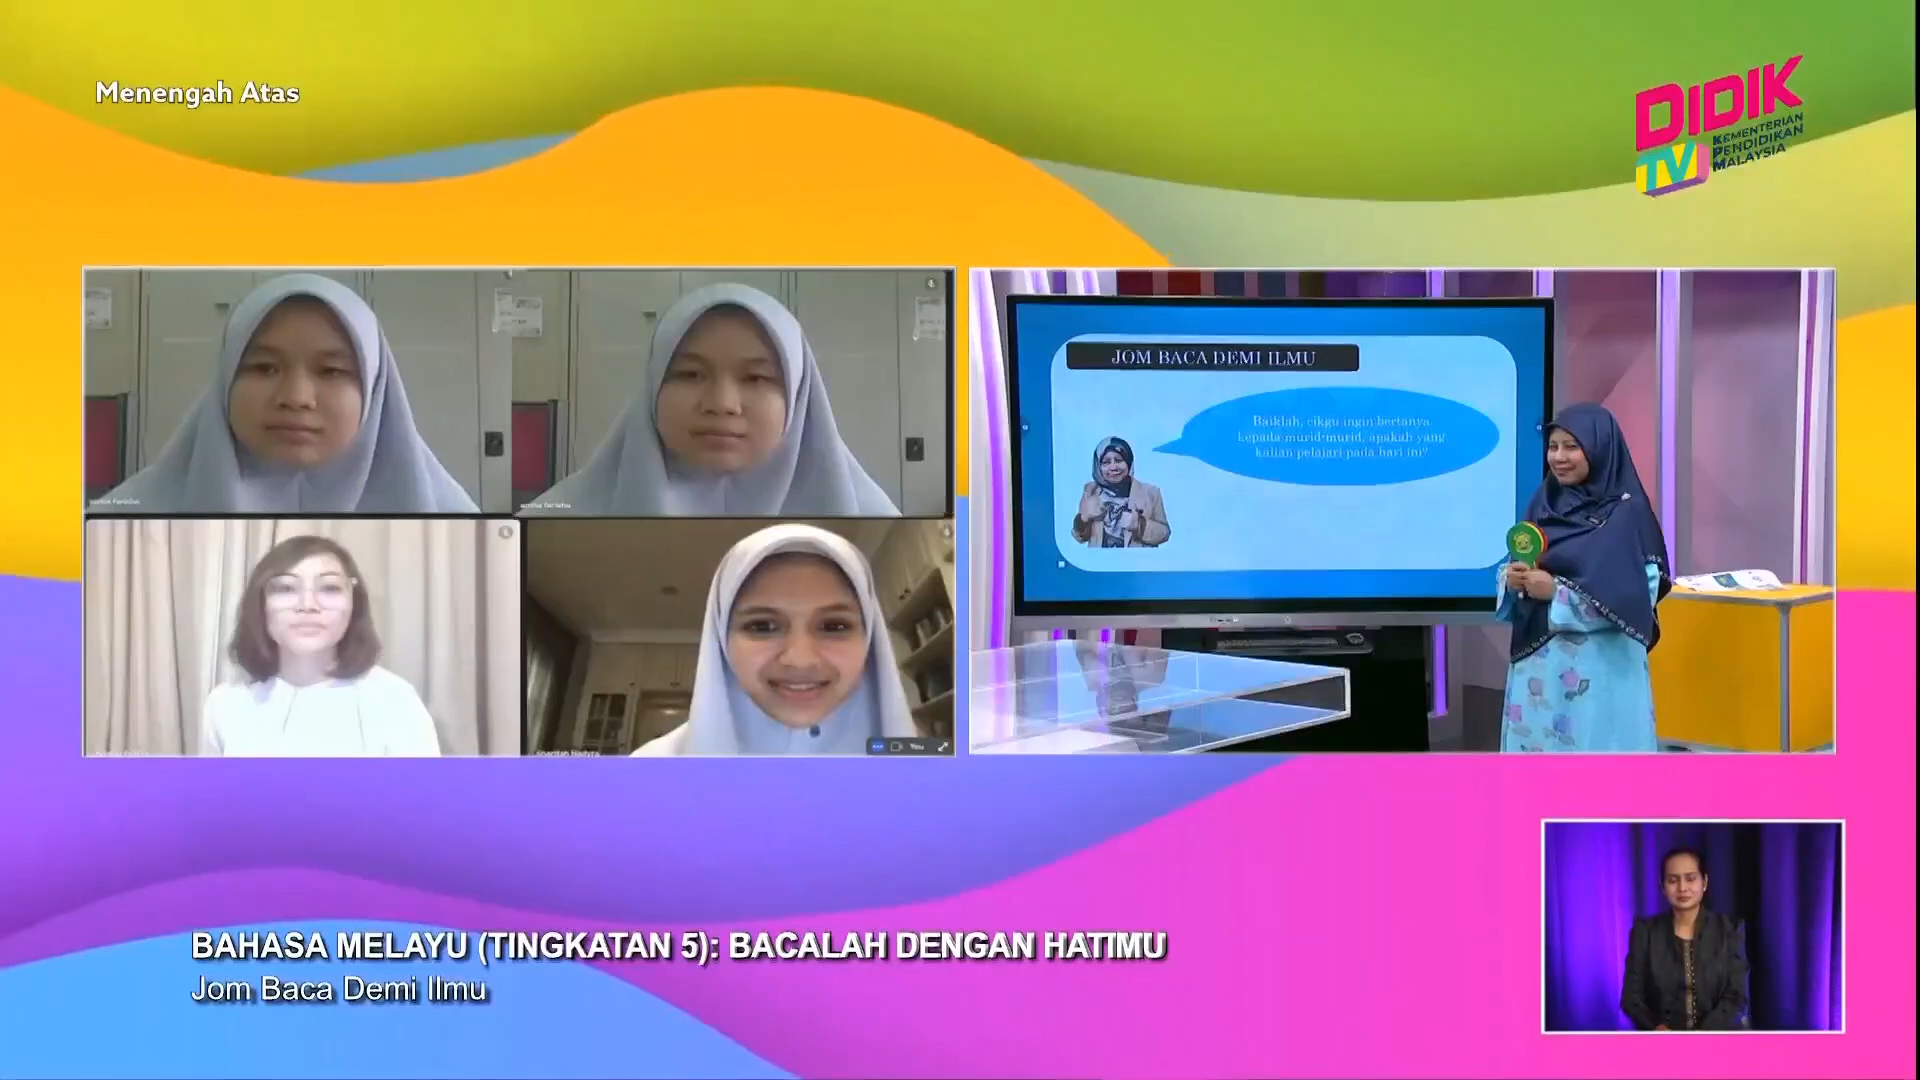 Menengah Atas
DIDIK
TV
KEMENTERIAN
PENDIDIKAN
MALAYSIA
JOM BACA DEMI ILMU
Baiklah, cikgu ingin bertanya
kepada murid-murid, apakah yang
kalian pelajari pada hari ini?
You
BAHASA MELAYU (TINGKATAN 5): BACALAH DENGAN HATIMU
Jom Baca Demi Ilmu